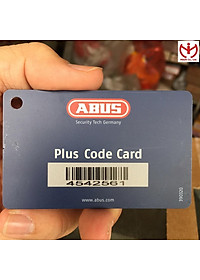 ABUS
Security Tech Germany
Plus Code Card
4542561
www.abus.com